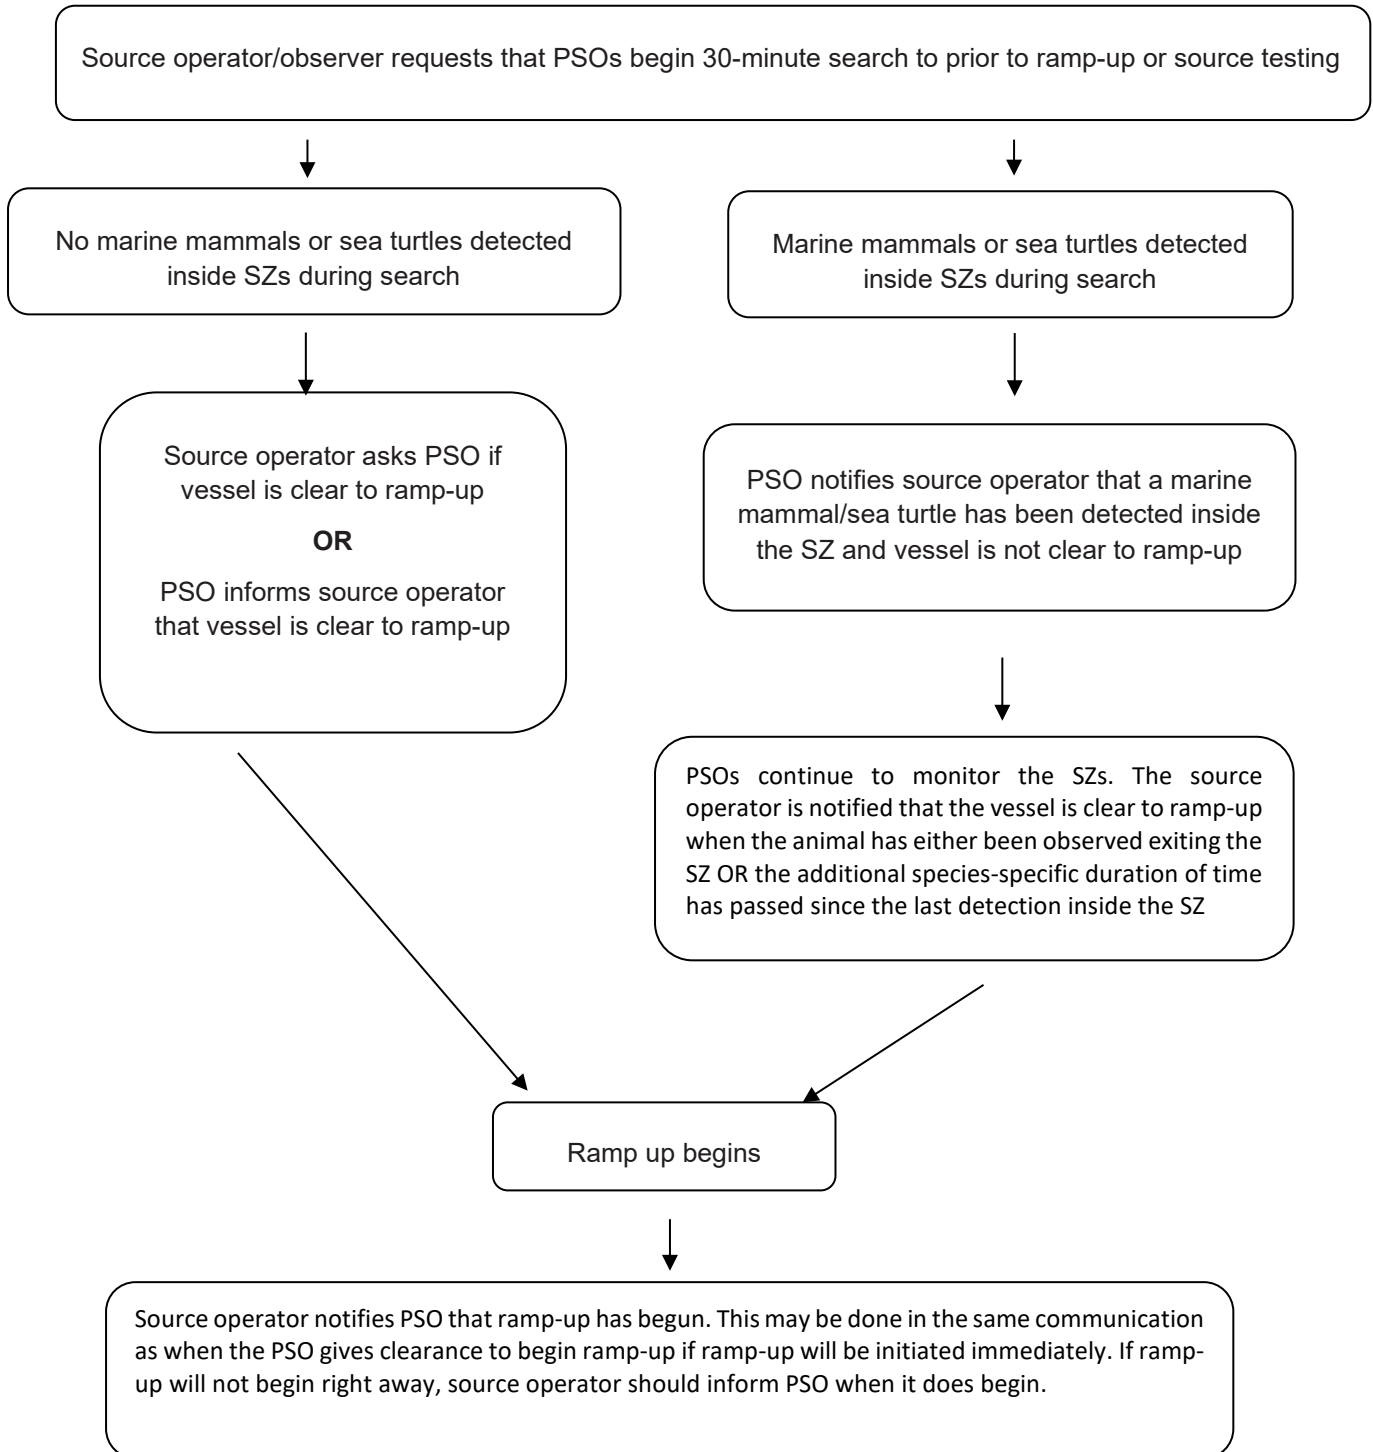 Source operator/observer requests that PSOs begin 30-minute search to prior to ramp-up or source testing
No marine mammals or sea turtles detected
inside SZs during search
Marine mammals or sea turtles detected
inside SZs during search
Source operator asks PSO if
vessel is clear to ramp-up
OR
PSO informs source operator
that vessel is clear to ramp-up
PSO notifies source operator that a marine
mammal/sea turtle has been detected inside
the SZ and vessel is not clear to ramp-up
PSOs continue to monitor the SZs. The source
operator is notified that the vessel is clear to ramp-up
when the animal has either been observed exiting the
SZ OR the additional species-specific duration of time
has passed since the last detection inside the SZ
Ramp up begins
Source operator notifies PSO that ramp-up has begun. This may be done in the same communication
as when the PSO gives clearance to begin ramp-up if ramp-up will be initiated immediately. If ramp-
up will not begin right away, source operator should inform PSO when it does begin.